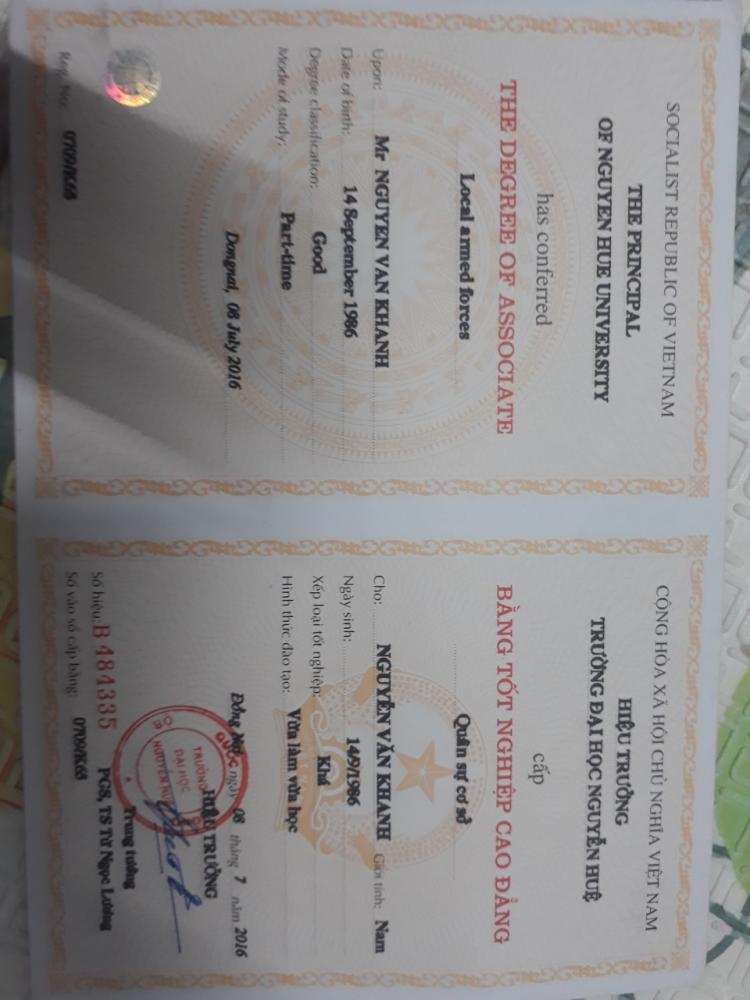 SOCIALIST REPUBLIC OF VIETNAM
THE PRINCIPAL
OF NGUYEN HUE UNIVERSITY
has conferred
THE DEGREE OF ASSOCIATE
Local armed forces
Upon: Mr NGUYEN VAN KHANH
Date of birth: 14 September 1986
Degree classification: Good
Mode of study: Part-time
Dongnai, 08 July 2016
Reg. No: 0709/K68
CỘNG HÒA XÃ HỘI CHỦ NGHĨA VIỆT NAM
HIỆU TRƯỞNG
TRƯỜNG ĐẠI HỌC NGUYỄN HUỆ
cấp
BẰNG TỐT NGHIỆP CAO ĐẲNG
Quân sự cơ sở
Cho: NGUYỄN VĂN KHANH Giới tính: Nam
Ngày sinh: 14/9/1986
Xếp loại tốt nghiệp: Khá
Hình thức đào tạo: Vừa làm vừa học
Đồng Nai, ngày 08 tháng 7 năm 2016
HIỆU TRƯỞNG
TRƯỜNG
ĐẠI HỌC
NGUYỄN HUỆ
Trung tướng
Số hiệu: B 484335 PGS, TS Từ Ngọc Lương
Số vào sổ cấp bằng: 0709/K68